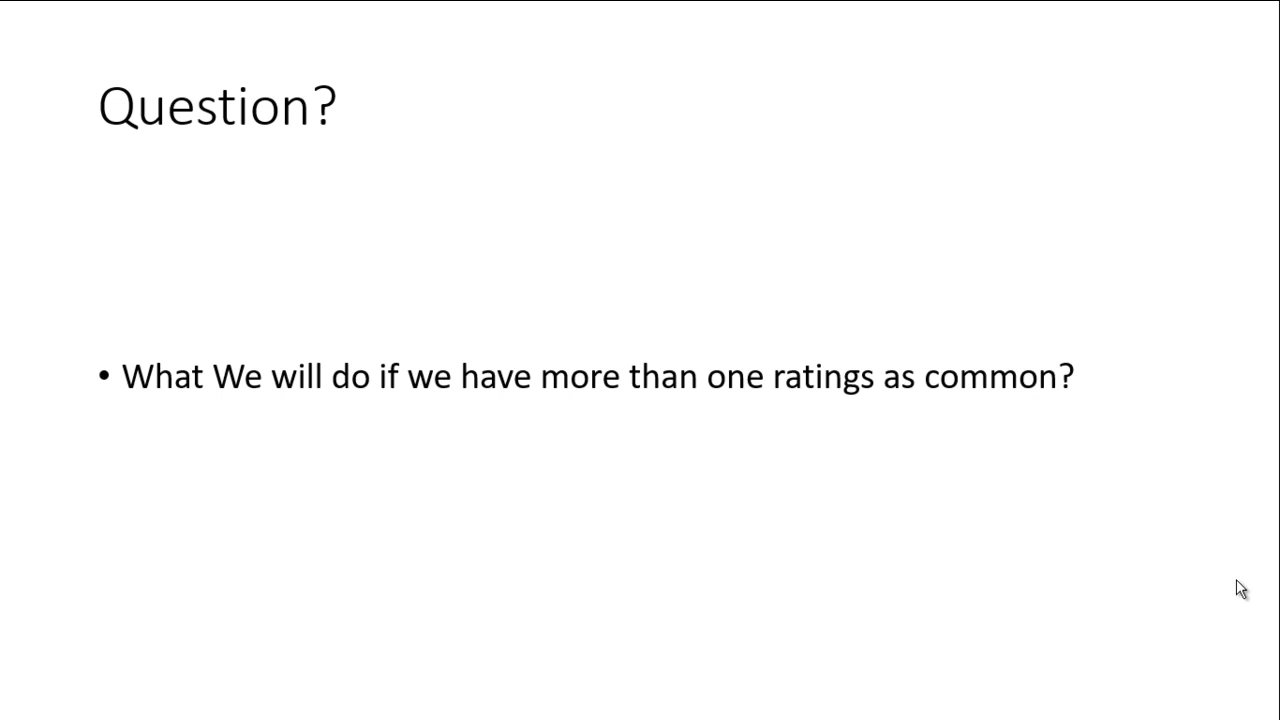 Question?
• What We will do if we have more than one ratings as common?